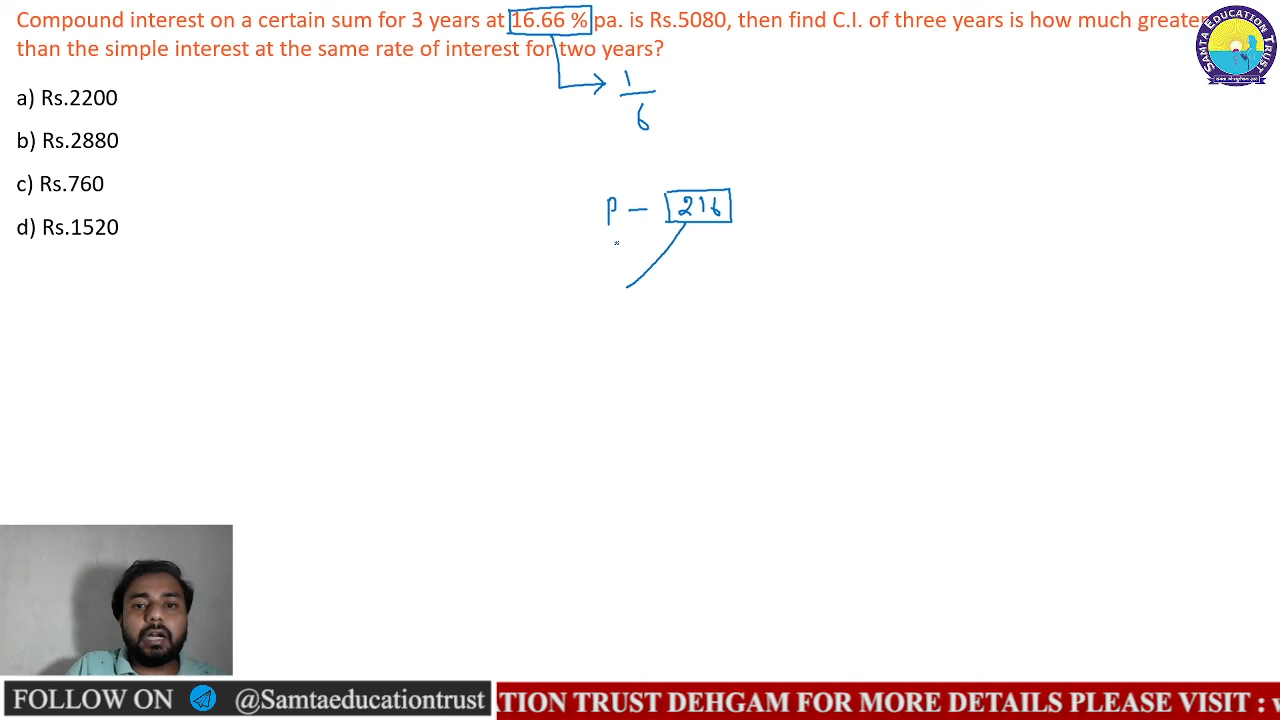 Compound interest on a certain sum for 3 years at 16.66 % pa. is Rs.5080, then find C.I. of three years is how much greater
than the simple interest at the same rate of interest for two years?
SAMTA EDUCATION TRUST
a) Rs.2200
b) Rs.2880
c) Rs.760
d) Rs.1520
1
6
P - 216
FOLLOW ON @Samtaeducationtrust
TION TRUST DEHGAM FOR MORE DETAILS PLEASE VISIT :